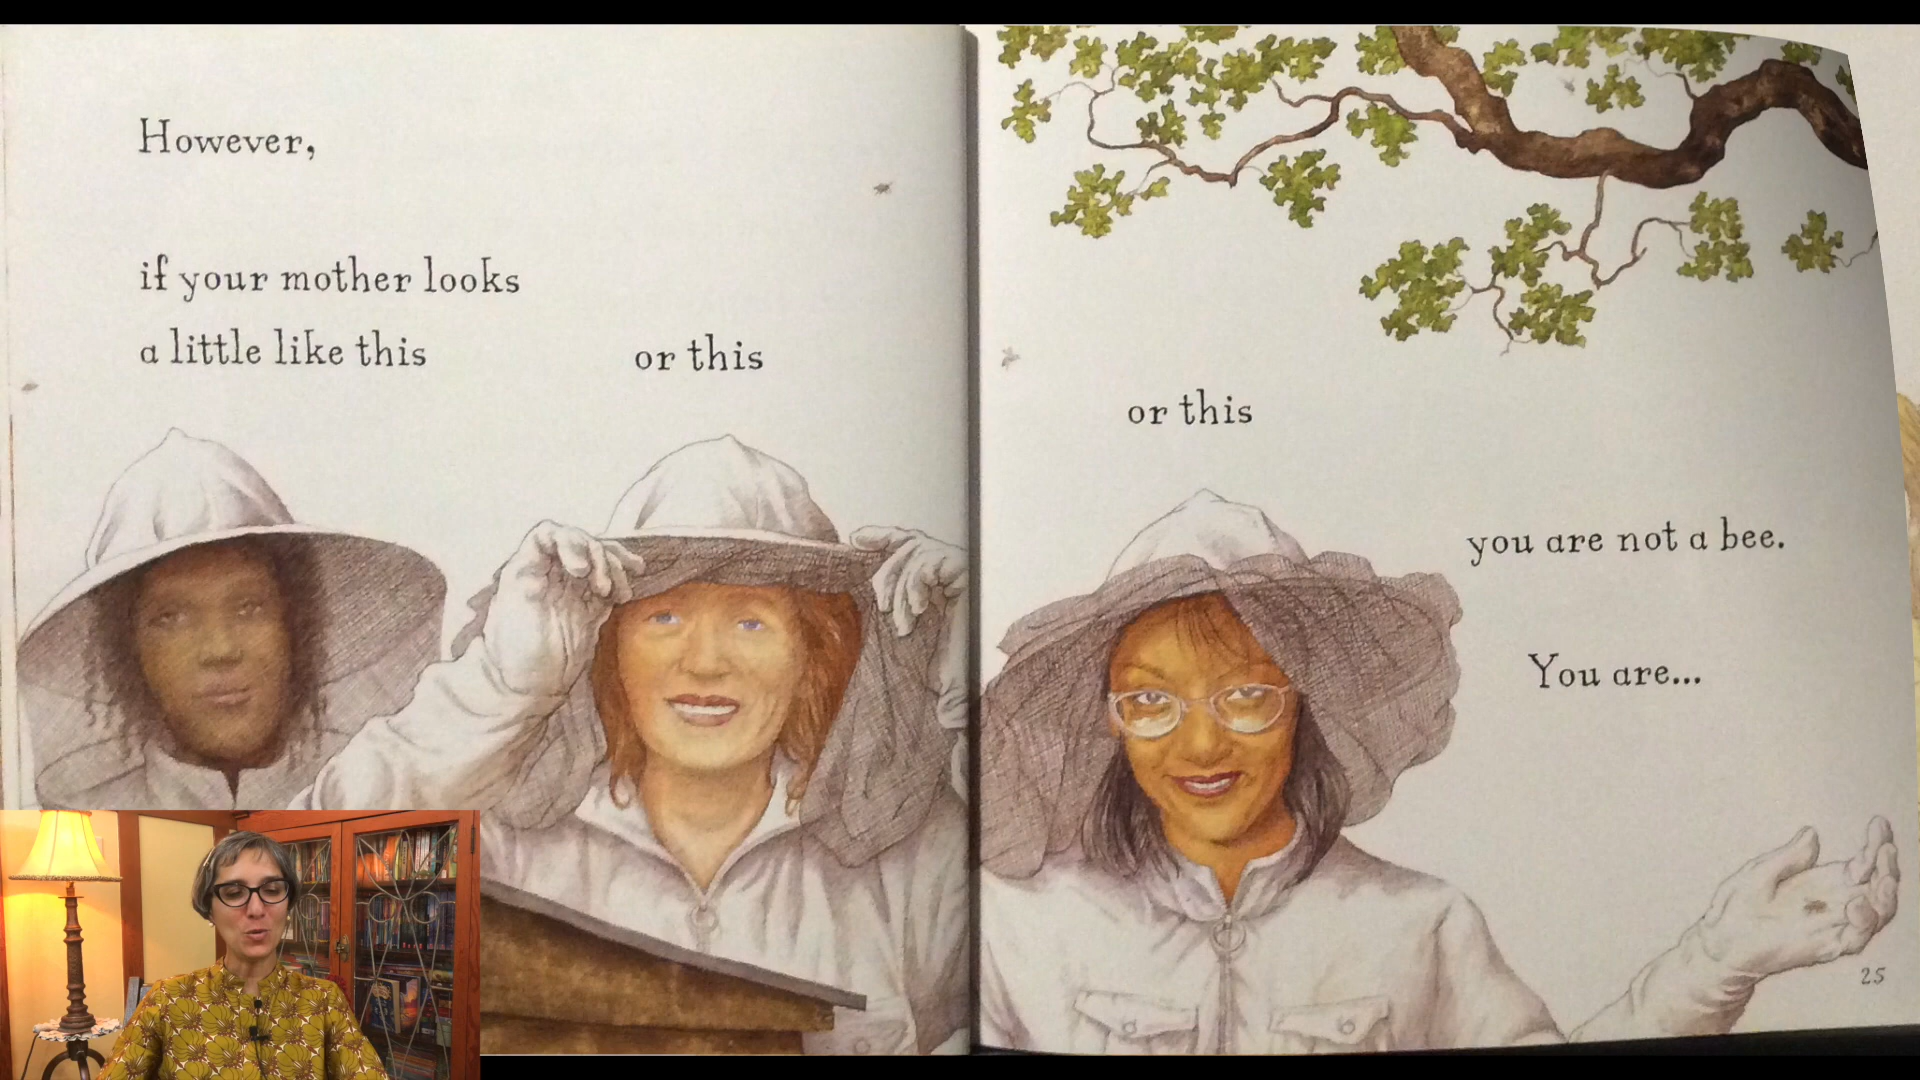 However,
if your mother looks
a little like this
or this
or this
you are not a bee.
You are...
25